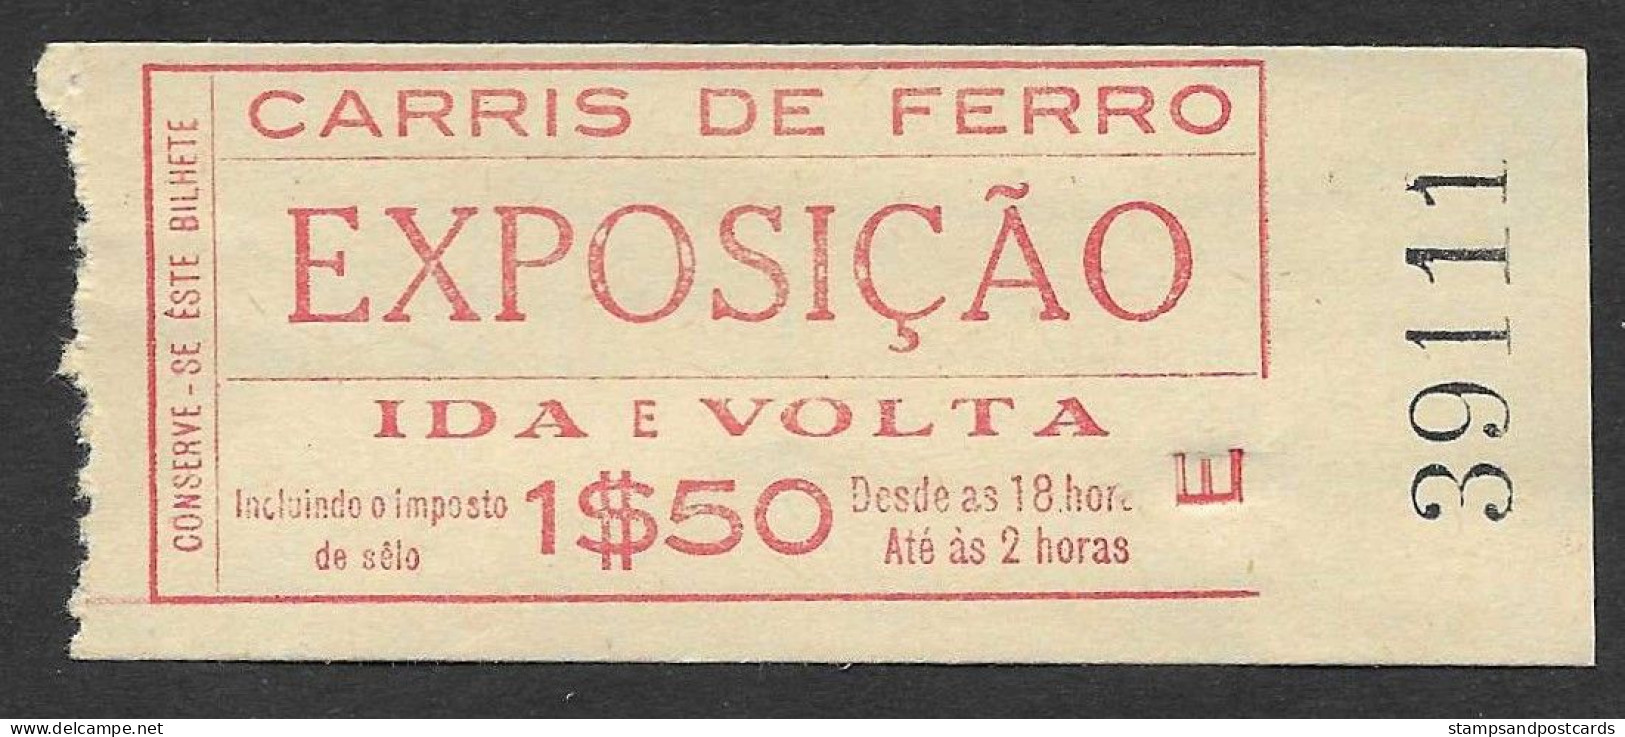 CARRIS DE FERRO
EXPOSIÇÃO
IDA E VOLTA
Incluindo o imposto
de sêlo
1$50
Desde as 18 hora
Até às 2 horas
CONSERVE-SE ÊSTE BILHETE
E
39111
stampsandpostcards
www.delcampe.net